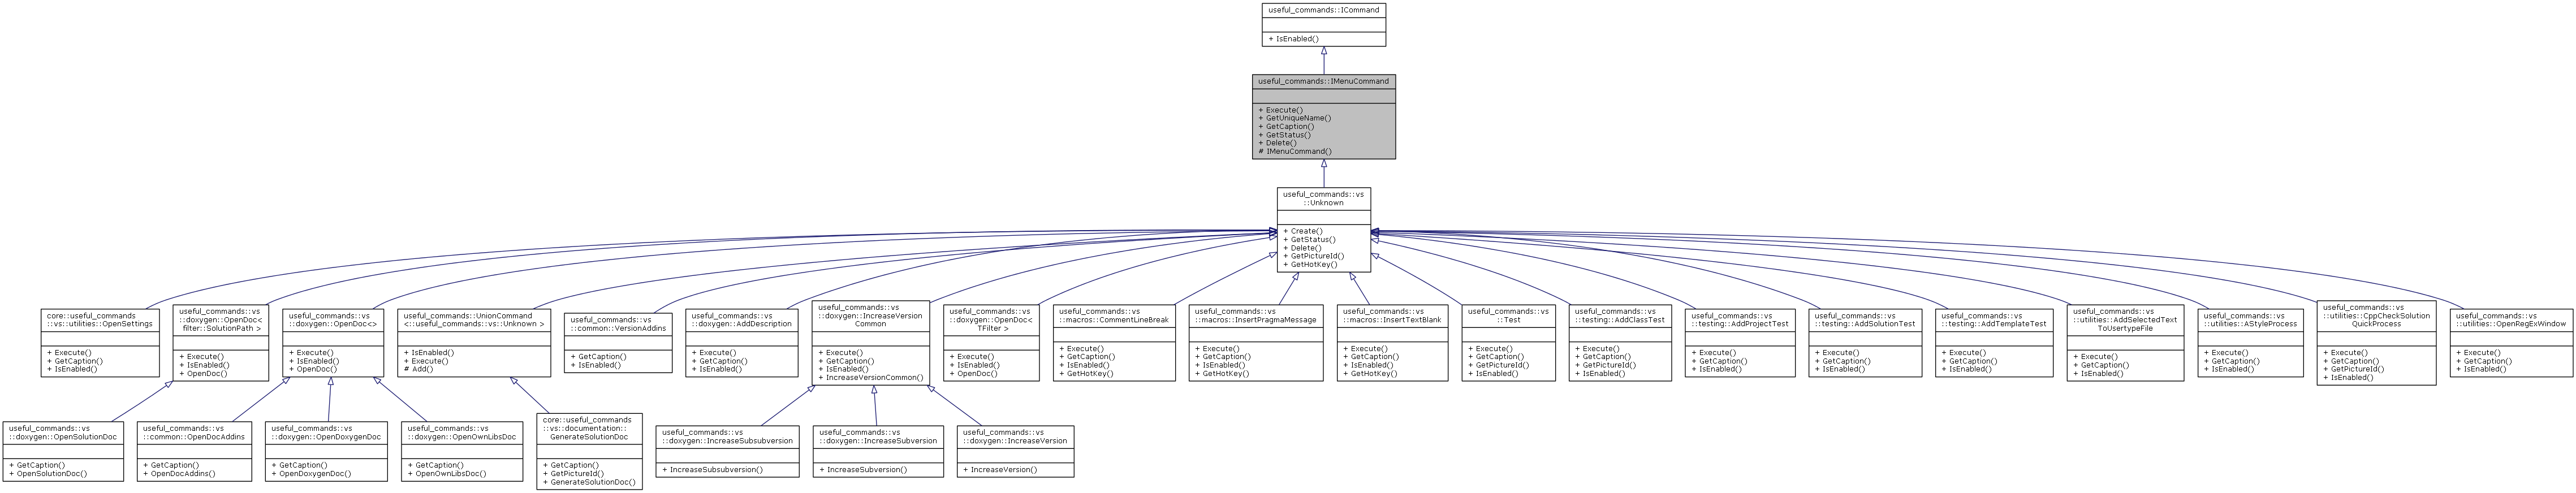 useful_commands::ICommand
+ IsEnabled()
useful_commands::IMenuCommand
+ Execute()
+ GetUniqueName()
+ GetCaption()
+ GetStatus()
+ Delete()
# IMenuCommand()
useful_commands::vs
::Unknown
+ Create()
+ GetStatus()
+ Delete()
+ GetPictureId()
+ GetHotKey()
core::useful_commands
::vs::utilities::OpenSettings
+ Execute()
+ GetCaption()
+ IsEnabled()
useful_commands::vs
::doxygen::OpenDoc<
filter::SolutionPath >
+ Execute()
+ IsEnabled()
+ OpenDoc()
useful_commands::vs
::doxygen::OpenDoc<>
+ Execute()
+ IsEnabled()
+ OpenDoc()
useful_commands::UnionCommand
<::useful_commands::vs::Unknown >
+ IsEnabled()
+ Execute()
# Add()
useful_commands::vs
::common::VersionAddins
+ GetCaption()
+ IsEnabled()
useful_commands::vs
::doxygen::AddDescription
+ Execute()
+ GetCaption()
+ IsEnabled()
useful_commands::vs
::doxygen::IncreaseVersion
Common
+ Execute()
+ GetCaption()
+ IsEnabled()
+ IncreaseVersionCommon()
useful_commands::vs
::doxygen::OpenDoc<
TFilter >
+ Execute()
+ IsEnabled()
+ OpenDoc()
useful_commands::vs
::macros::CommentLineBreak
+ Execute()
+ GetCaption()
+ IsEnabled()
+ GetHotKey()
useful_commands::vs
::macros::InsertPragmaMessage
+ Execute()
+ GetCaption()
+ IsEnabled()
+ GetHotKey()
useful_commands::vs
::macros::InsertTextBlank
+ Execute()
+ GetCaption()
+ IsEnabled()
+ GetHotKey()
useful_commands::vs
::Test
+ Execute()
+ GetCaption()
+ GetPictureId()
+ IsEnabled()
useful_commands::vs
::testing::AddClassTest
+ Execute()
+ GetCaption()
+ GetPictureId()
+ IsEnabled()
useful_commands::vs
::testing::AddProjectTest
+ Execute()
+ GetCaption()
+ IsEnabled()
useful_commands::vs
::testing::AddSolutionTest
+ Execute()
+ GetCaption()
+ IsEnabled()
useful_commands::vs
::testing::AddTemplateTest
+ Execute()
+ GetCaption()
+ IsEnabled()
useful_commands::vs
::utilities::AddSelectedText
ToUsertypeFile
+ Execute()
+ GetCaption()
+ IsEnabled()
useful_commands::vs
::utilities::AStyleProcess
+ Execute()
+ GetCaption()
+ IsEnabled()
useful_commands::vs
::utilities::CppCheckSolution
QuickProcess
+ Execute()
+ GetCaption()
+ GetPictureId()
+ IsEnabled()
useful_commands::vs
::utilities::OpenRegExWindow
+ Execute()
+ GetCaption()
+ IsEnabled()
useful_commands::vs
::doxygen::OpenSolutionDoc
+ GetCaption()
+ OpenSolutionDoc()
useful_commands::vs
::common::OpenDocAddins
+ GetCaption()
+ OpenDocAddins()
useful_commands::vs
::doxygen::OpenDoxygenDoc
+ GetCaption()
+ OpenDoxygenDoc()
useful_commands::vs
::doxygen::OpenOwnLibsDoc
+ GetCaption()
+ OpenOwnLibsDoc()
core::useful_commands
::vs::documentation::
GenerateSolutionDoc
+ GetCaption()
+ GetPictureId()
+ GenerateSolutionDoc()
useful_commands::vs
::doxygen::IncreaseSubsubversion
+ IncreaseSubsubversion()
useful_commands::vs
::doxygen::IncreaseSubversion
+ IncreaseSubversion()
useful_commands::vs
::doxygen::IncreaseVersion
+ IncreaseVersion()